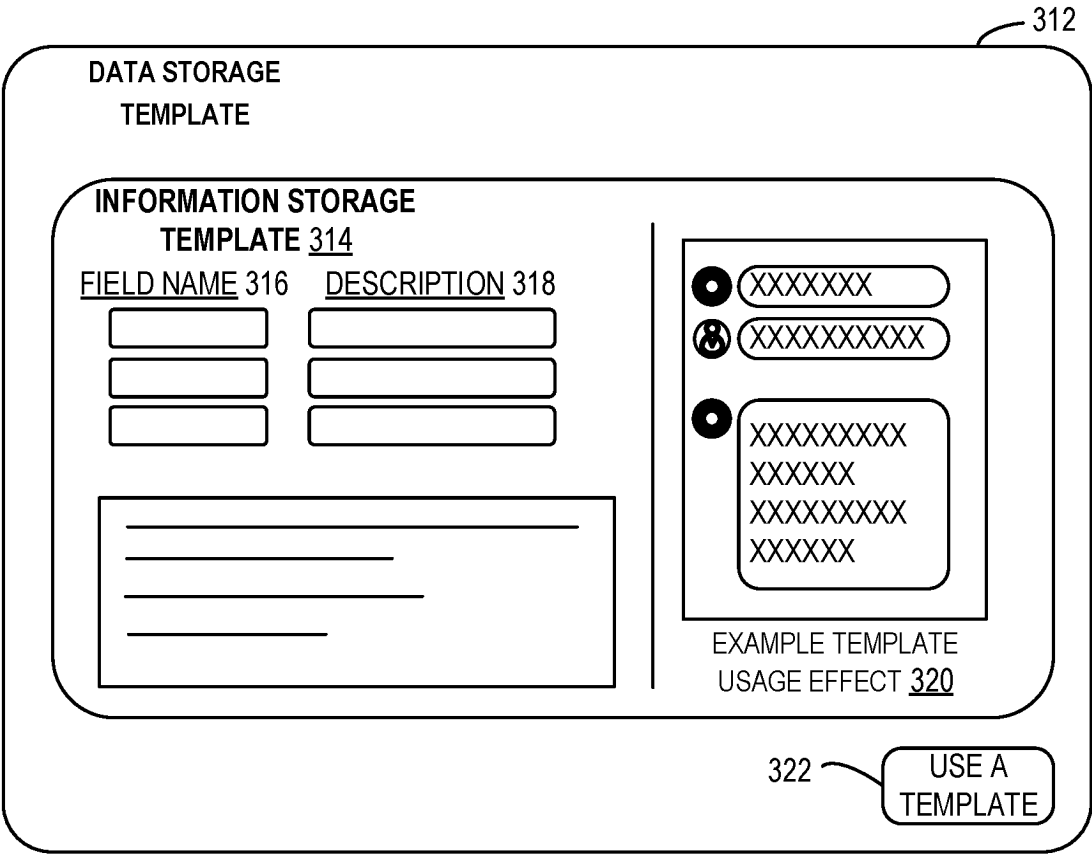 312
DATA STORAGE
TEMPLATE
INFORMATION STORAGE
TEMPLATE 314
FIELD NAME 316 DESCRIPTION 318
XXXXXXX
XXXXXXXXXX
XXXXXXXXX
XXXXXX
XXXXXXXXX
XXXXXX
EXAMPLE TEMPLATE
USAGE EFFECT 320
322
USE A
TEMPLATE